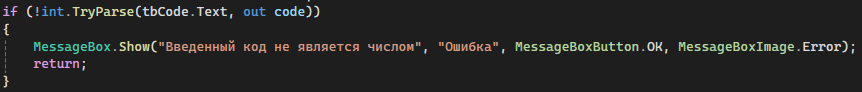 if (!int.TryParse(tbCode.Text, out code))
{
MessageBox.Show("Введенный код не является числом", "Ошибка", MessageBoxButton.OK, MessageBoxImage.Error);
return;
}